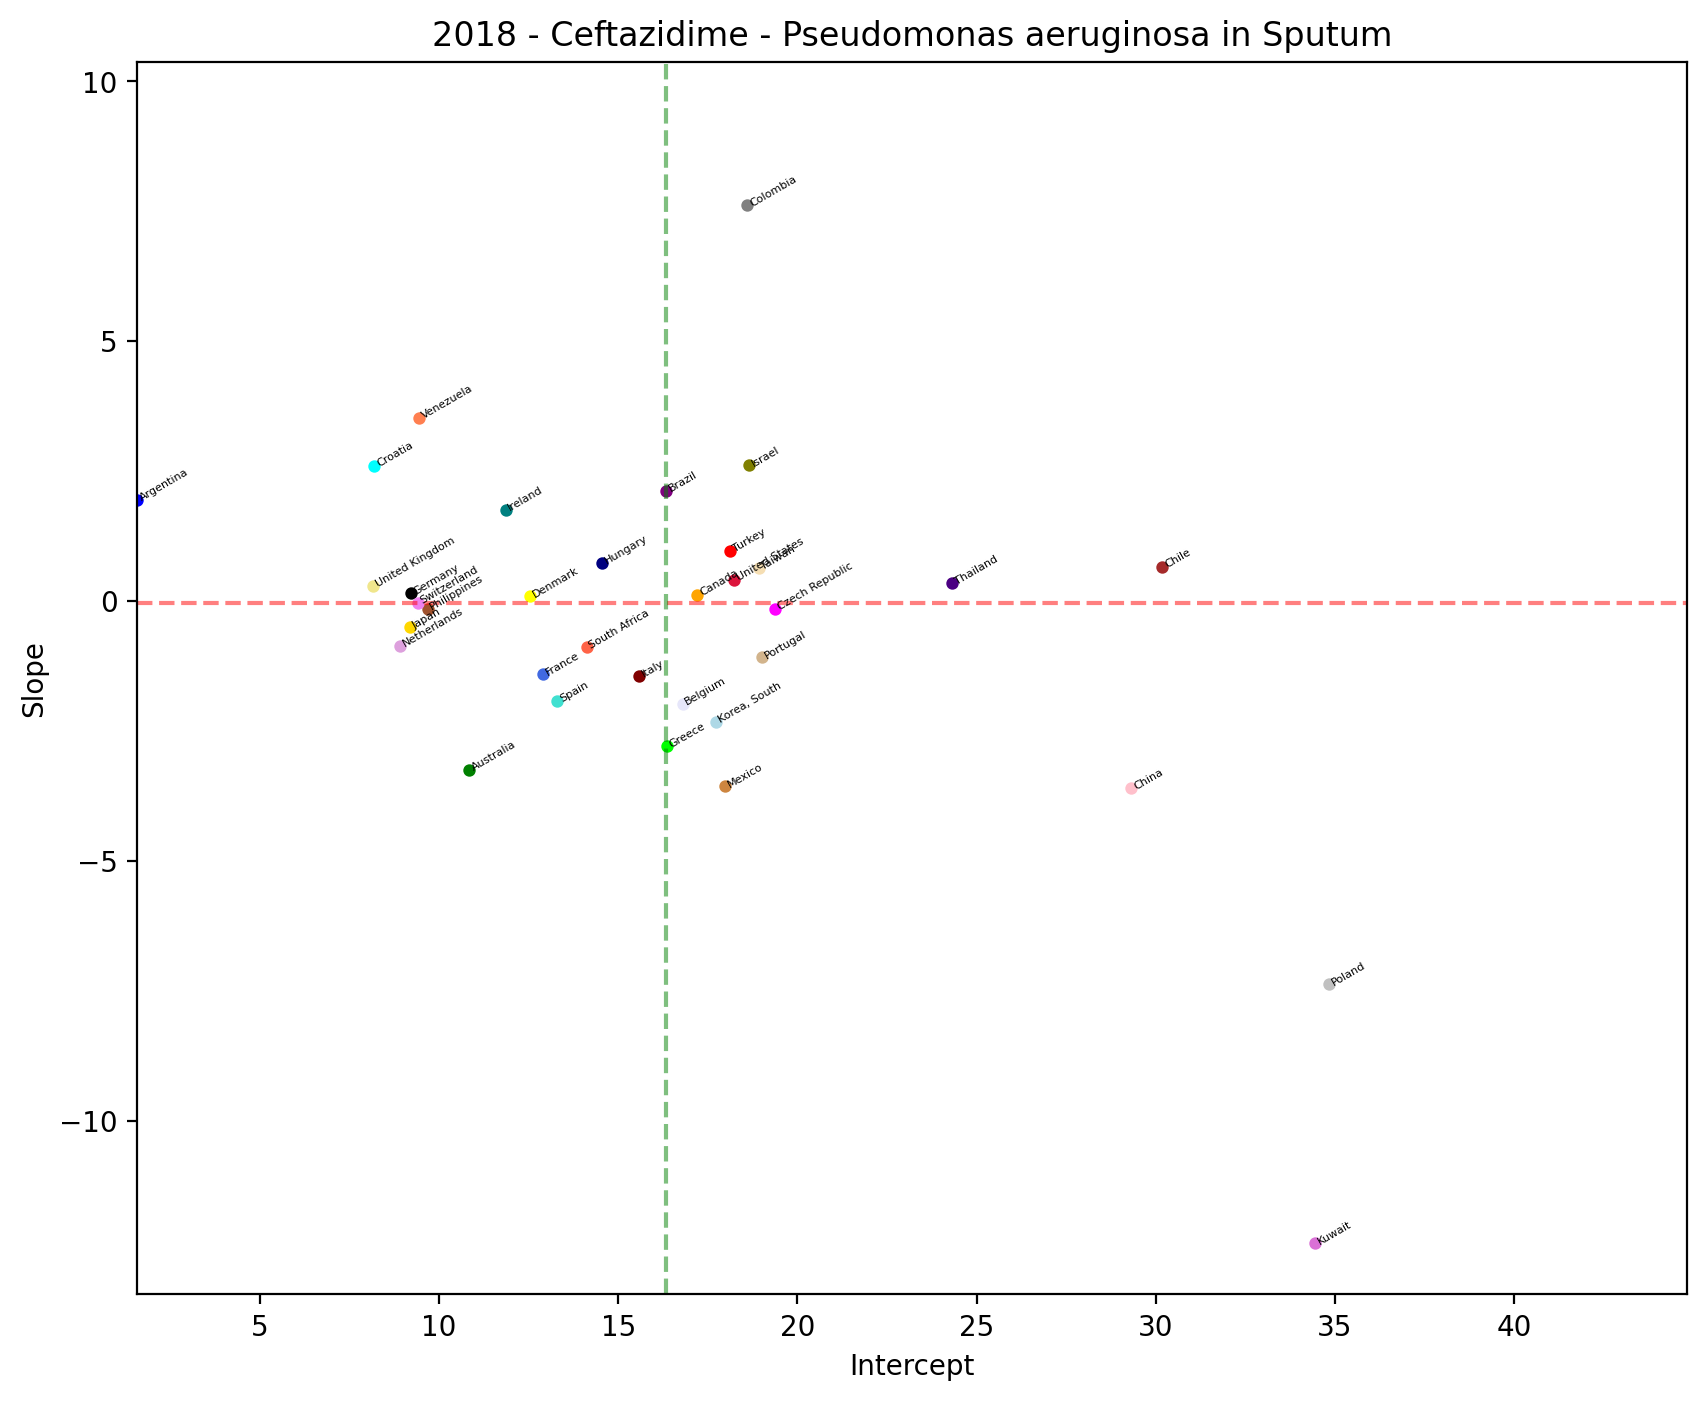 2018 - Ceftazidime - Pseudomonas aeruginosa in Sputum
10
Colombia
5
Venezuela
Croatia
Israel
Argentina
Brazil
Ireland
Turkey
Hungary
United States
Taiwan
Chile
United Kingdom
Germany
Switzerland
Philippines
Denmark
Canada
Thailand
Czech Republic
0
Japan
Netherlands
South Africa
Portugal
France
Italy
Spain
Belgium
Korea, South
Greece
Australia
Mexico
China
−5
Poland
−10
Kuwait
Slope
5
10
15
20
25
30
35
40
Intercept